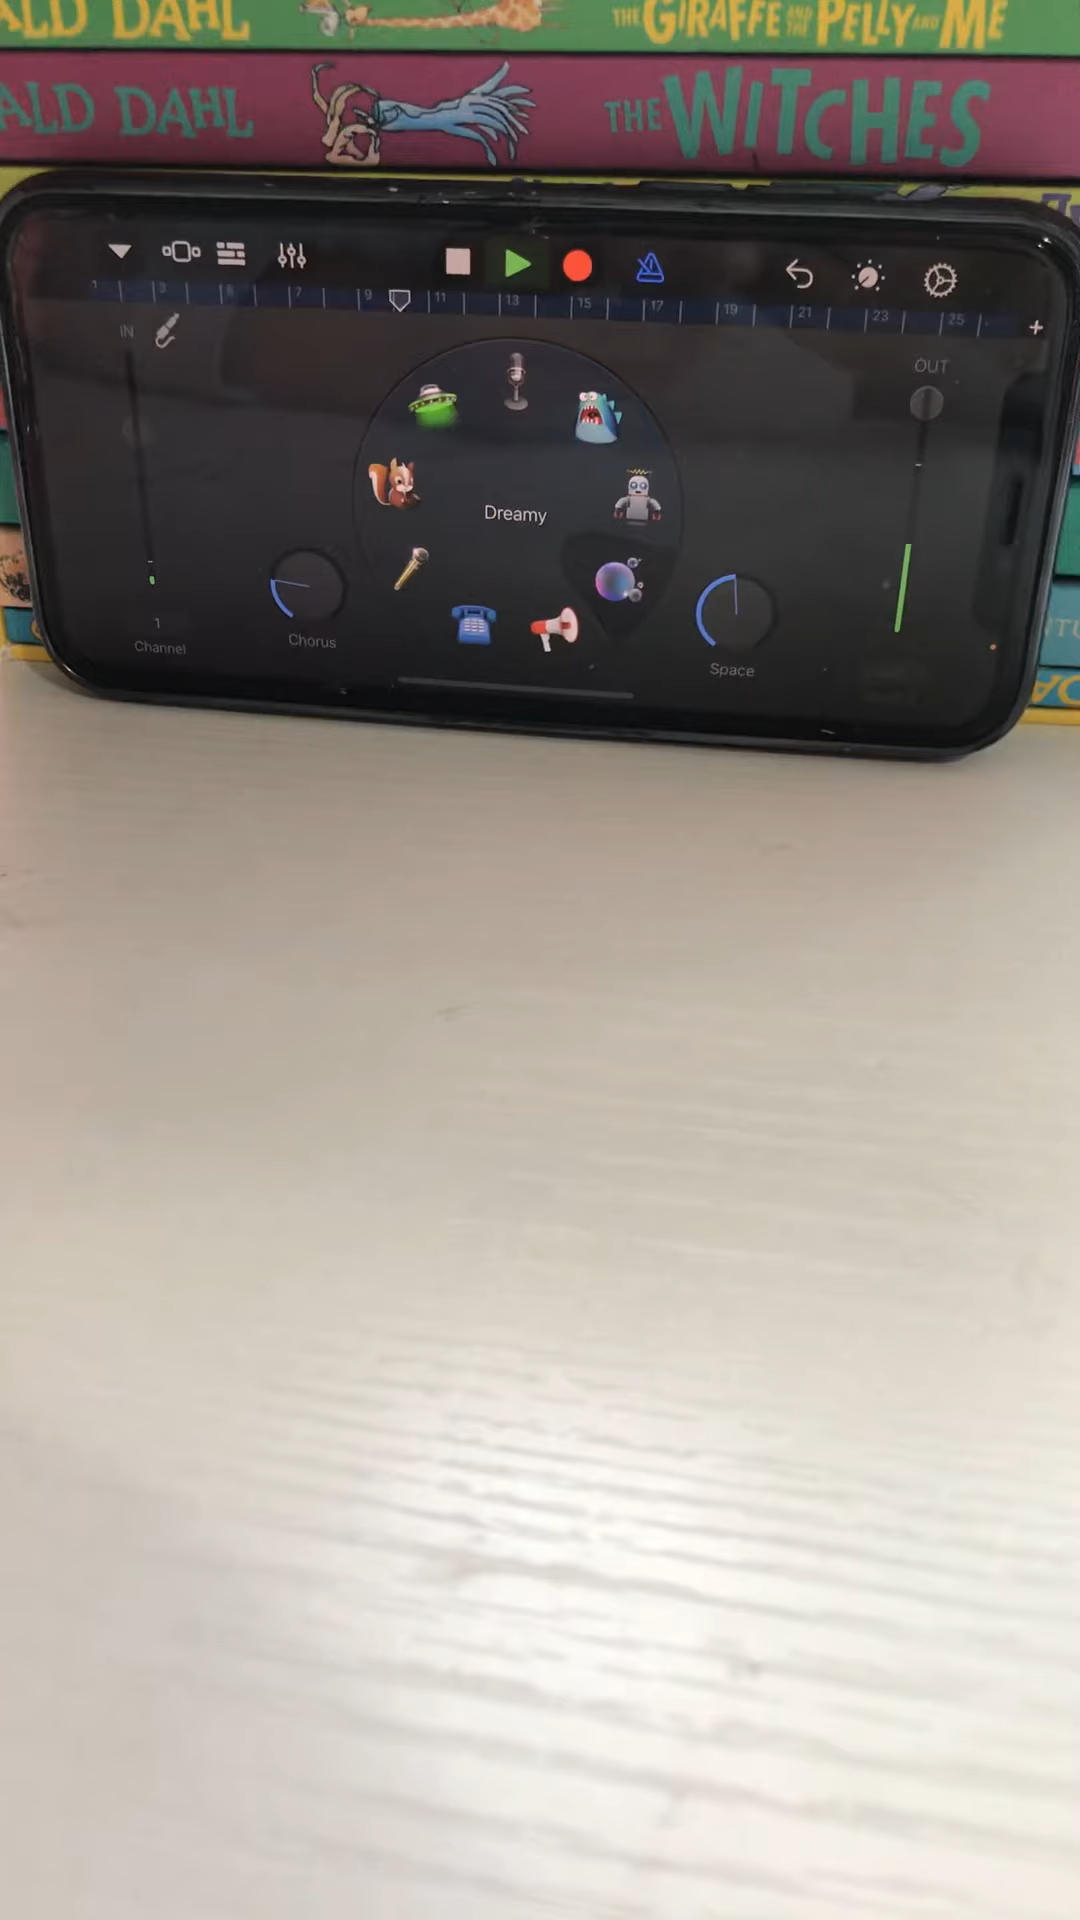 ALD DAHL THE GIRAFFE AND THE PELLY AND ME
ALD DAHL THE WITCHES
1 3 7 9 11 13 15 17 19 21 23 25
IN
OUT
Dreamy
1
Channel
Chorus
Space